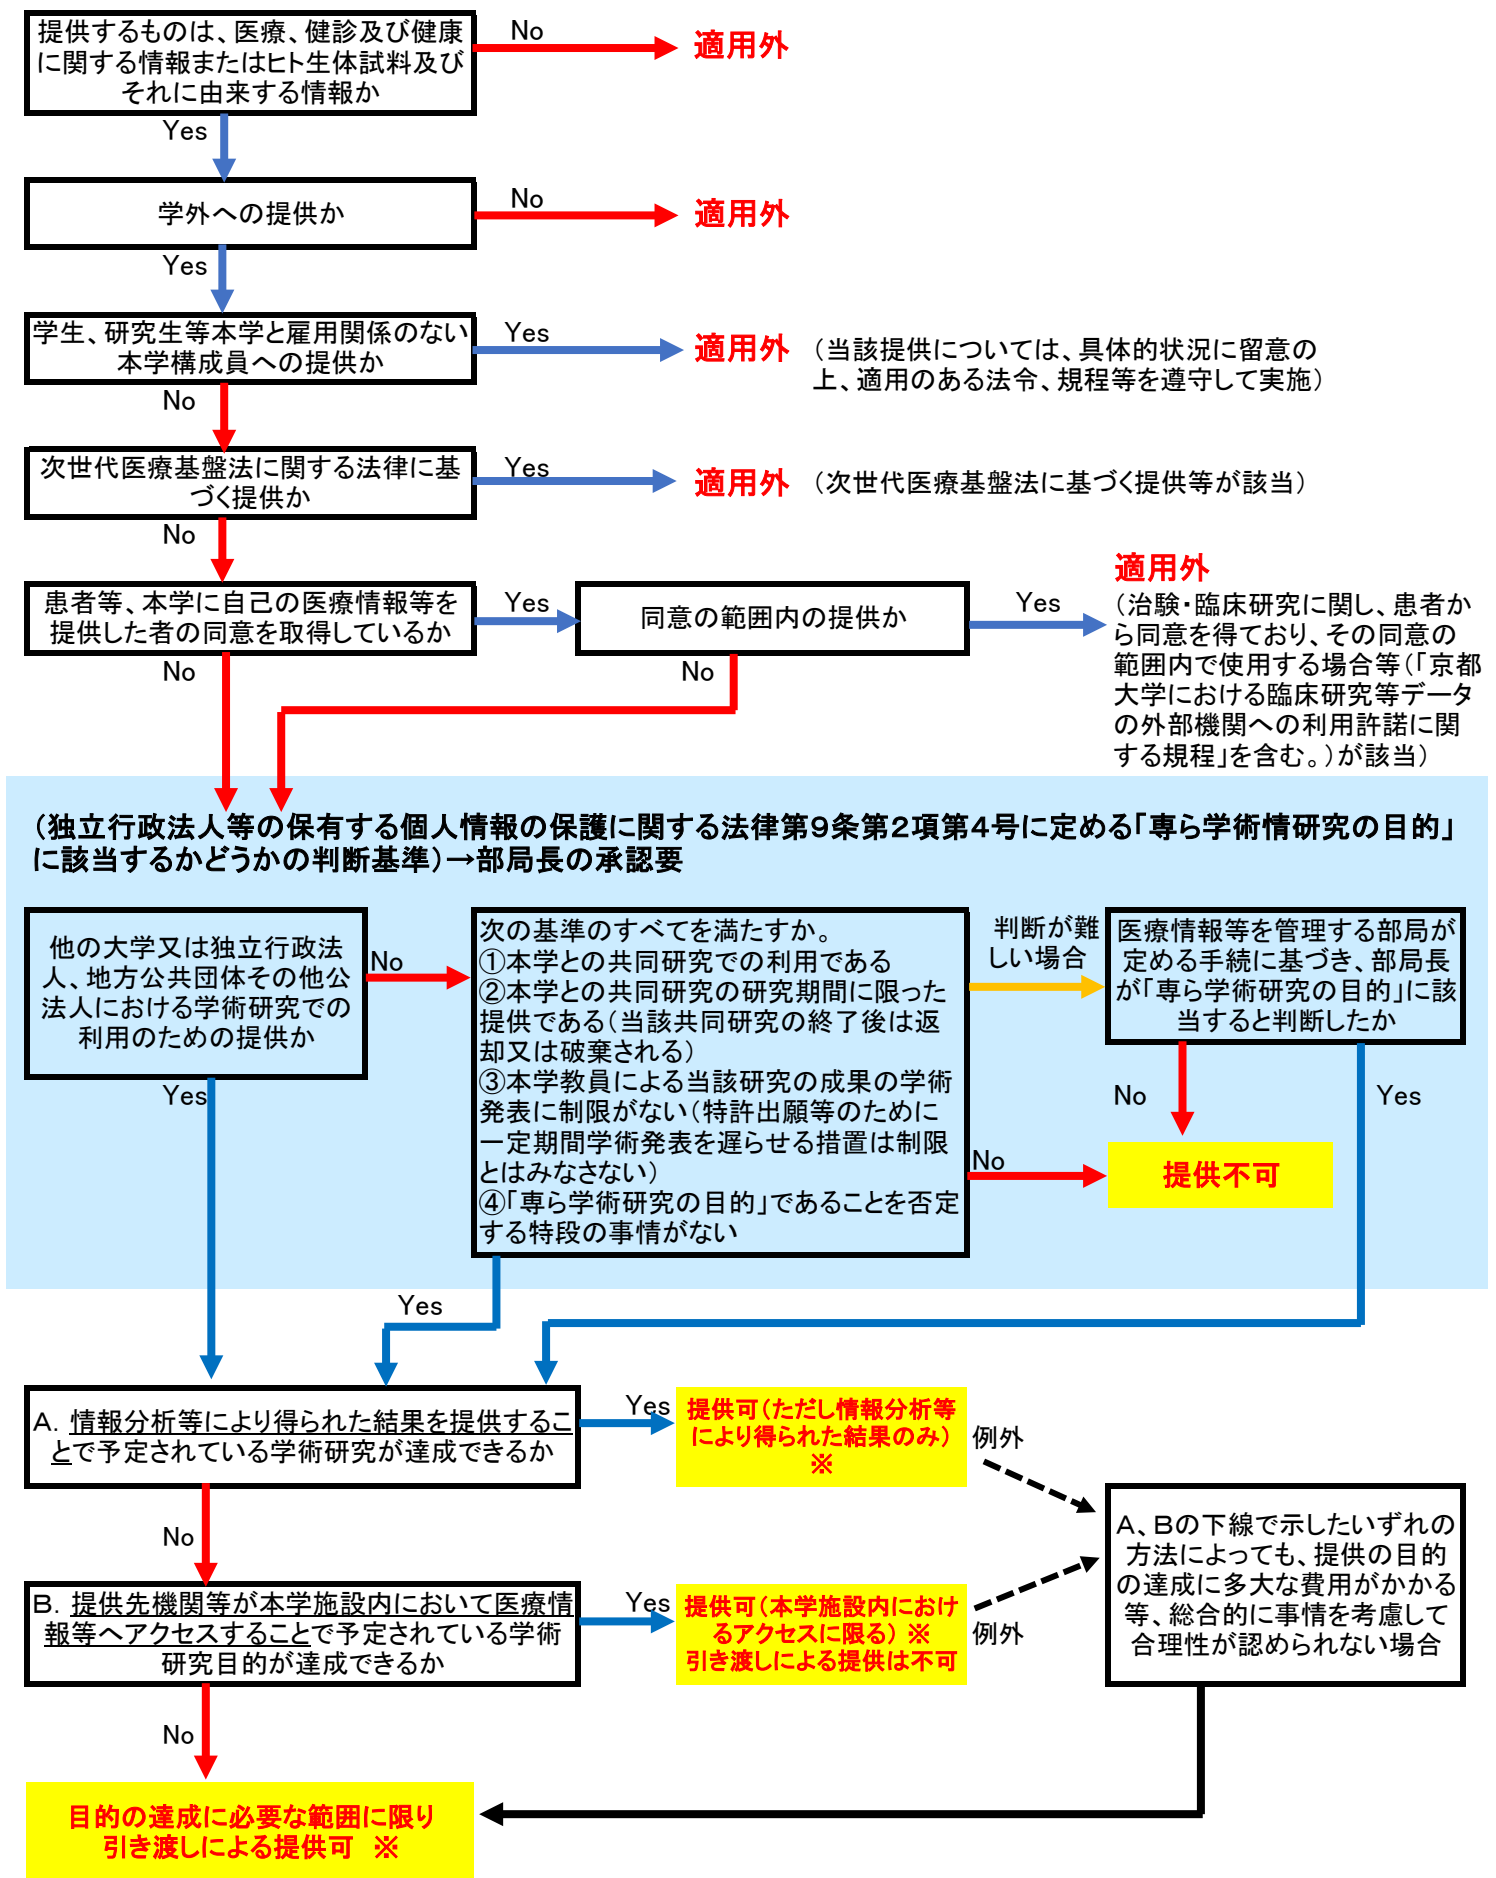 提供するものは、医療、健診及び健康
に関する情報またはヒト生体試料及び
それに由来する情報か
No
適用外
Yes
学外への提供か
No
適用外
Yes
学生、研究生等本学と雇用関係のない
本学構成員への提供か
Yes
適用外
（当該提供については、具体的状況に留意の
上、適用のある法令、規程等を遵守して実施）
No
次世代医療基盤法に関する法律に基
づく提供か
Yes
適用外
（次世代医療基盤法に基づく提供等が該当）
No
患者等、本学に自己の医療情報等を
提供した者の同意を取得しているか
Yes
同意の範囲内の提供か
Yes
適用外
（治験・臨床研究に関し、患者か
ら同意を得ており、その同意の
範囲内で使用する場合等（「京都
大学における臨床研究等データ
の外部機関への利用許諾に関
する規程」を含む。）が該当）
No
No
（独立行政法人等の保有する個人情報の保護に関する法律第９条第２項第４号に定める「専ら学術情研究の目的」
に該当するかどうかの判断基準）→部局長の承認要
他の大学又は独立行政法
人、地方公共団体その他公
法人における学術研究での
利用のための提供か
No
次の基準のすべてを満たすか。
①本学との共同研究での利用である
②本学との共同研究の研究期間に限った
提供である（当該共同研究の終了後は返
却又は破棄される）
③本学教員による当該研究の成果の学術
発表に制限がない（特許出願等のために
一定期間学術発表を遅らせる措置は制限
とはみなさない）
④「専ら学術研究の目的」であることを否定
する特段の事情がない
判断が難
しい場合
医療情報等を管理する部局が
定める手続に基づき、部局長
が「専ら学術研究の目的」に該
当すると判断したか
Yes
No
Yes
No
提供不可
Yes
A．情報分析等により得られた結果を提供するこ
とで予定されている学術研究が達成できるか
Yes
提供可（ただし情報分析等
により得られた結果のみ）
※
例外
No
A、Bの下線で示したいずれの
方法によっても、提供の目的
の達成に多大な費用がかかる
等、総合的に事情を考慮して
合理性が認められない場合
B．提供先機関等が本学施設内において医療情
報等へアクセスすることで予定されている学術
研究目的が達成できるか
Yes
提供可（本学施設内におけ
るアクセスに限る）※
引き渡しによる提供は不可
例外
No
目的の達成に必要な範囲に限り
引き渡しによる提供可　※